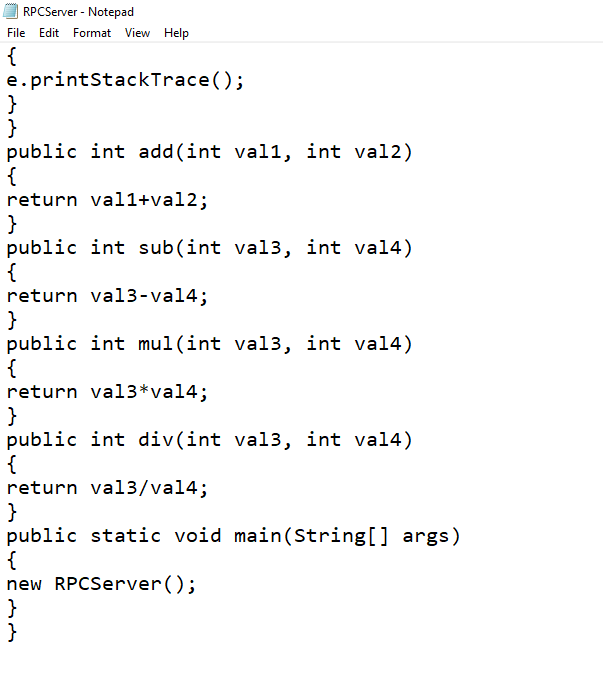 RPCServer - Notepad
File Edit Format View Help
{
e.printStackTrace();
}
}
public int add(int val1, int val2)
{
return val1+val2;
}
public int sub(int val3, int val4)
{
return val3-val4;
}
public int mul(int val3, int val4)
{
return val3*val4;
}
public int div(int val3, int val4)
{
return val3/val4;
}
public static void main(String[] args)
{
new RPCServer();
}
}